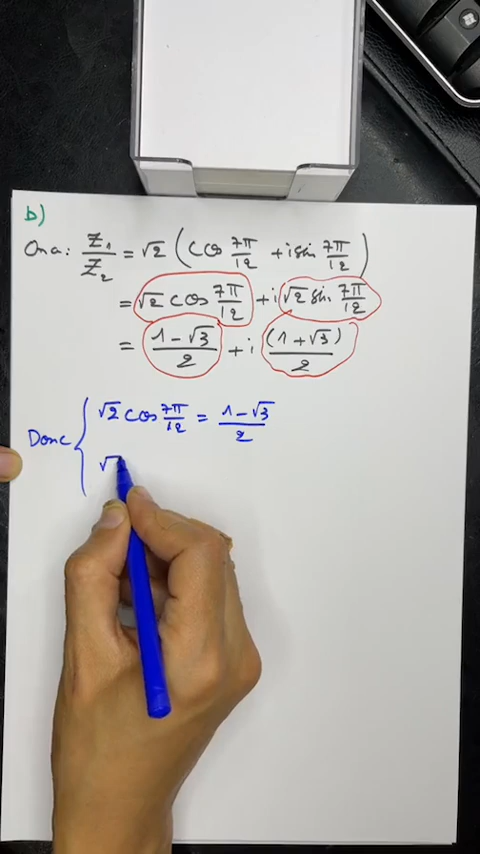 b)
On a : Z₁/Z₂ = √2 (cos 7π/12 + i sin 7π/12)
= √2 cos 7π/12 + i √2 sin 7π/12
= (1-√3)/2 + i (1+√3)/2
Donc { √2 cos 7π/12 = (1-√3)/2
√